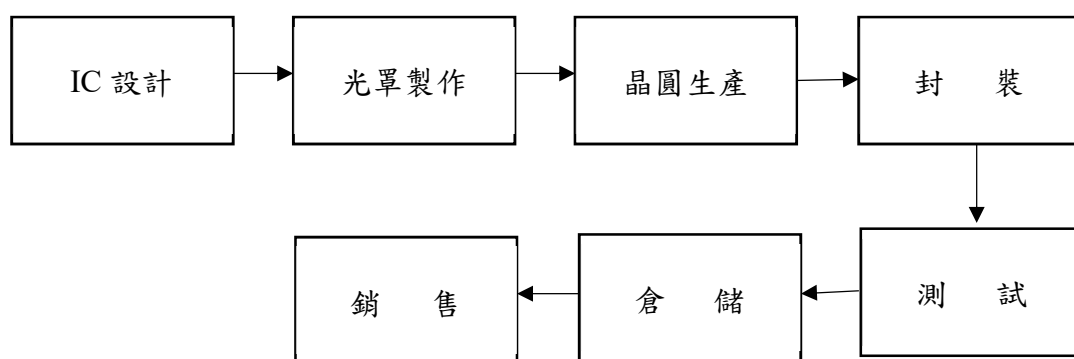 IC 設計
光罩製作
晶圓生產
封 裝
測 試
倉 儲
銷 售